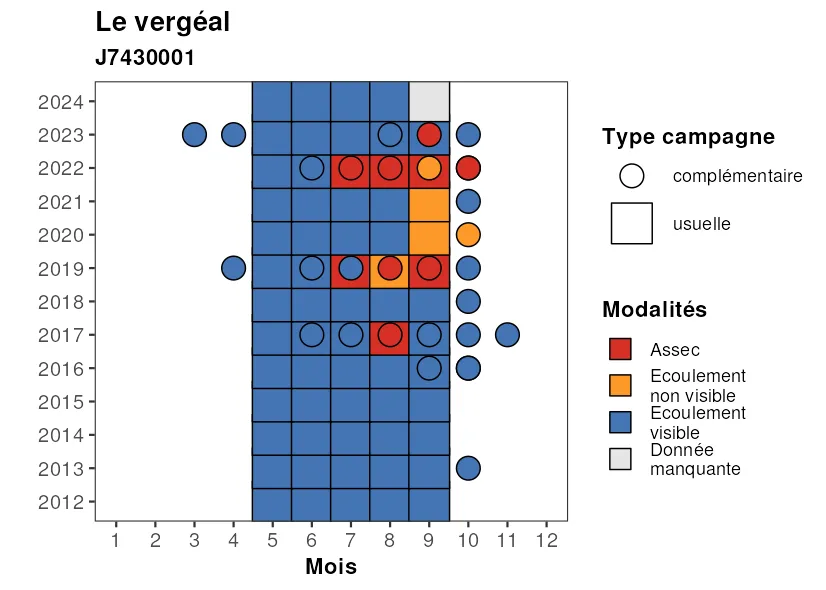 Le vergéal
J7430001
2024
2023
2022
2021
2020
2019
2018
2017
2016
2015
2014
2013
2012
1 2 3 4 5 6 7 8 9 10 11 12
Mois
Type campagne
complémentaire
usuelle
Modalités
Assec
Ecoulement
non visible
Ecoulement
visible
Donnée
manquante